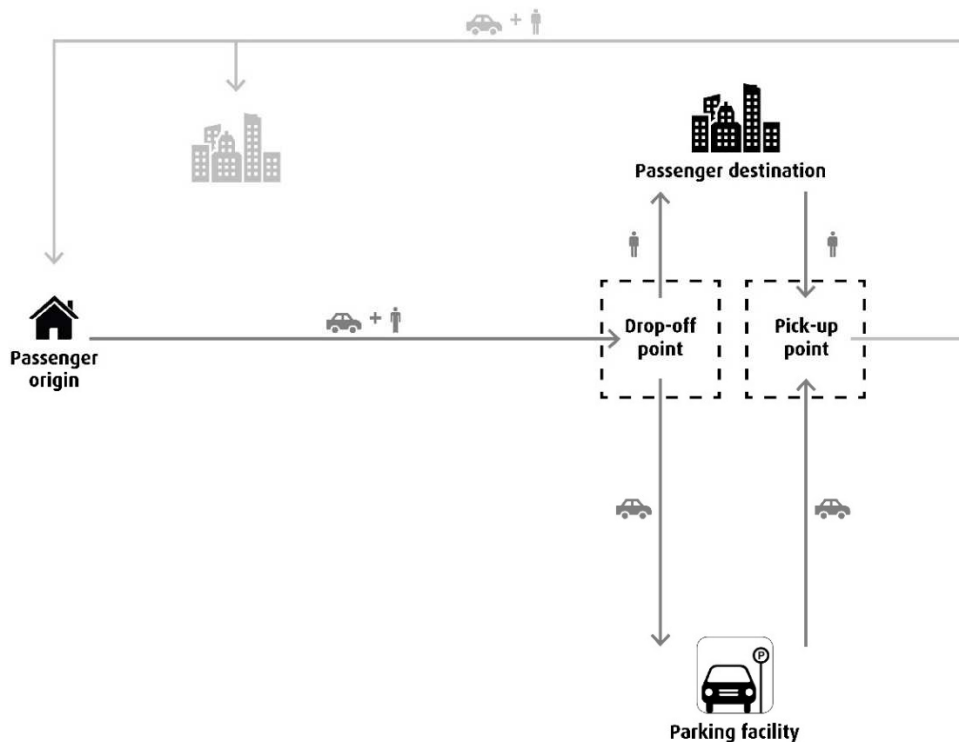 +
Passenger destination
+
Passenger
origin
Drop-off
point
Pick-up
point
P
Parking facility